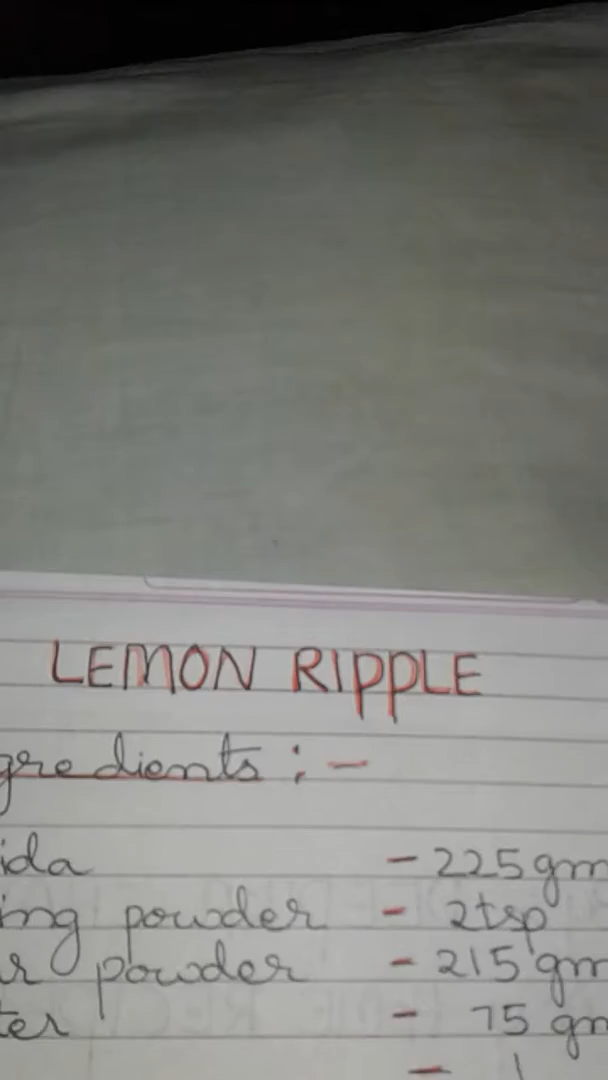 LEMON RIPPLE
gredients : -
ida - 225 gm
ing powder - 2tsp
r powder - 215 gm
ter - 75 gm
-